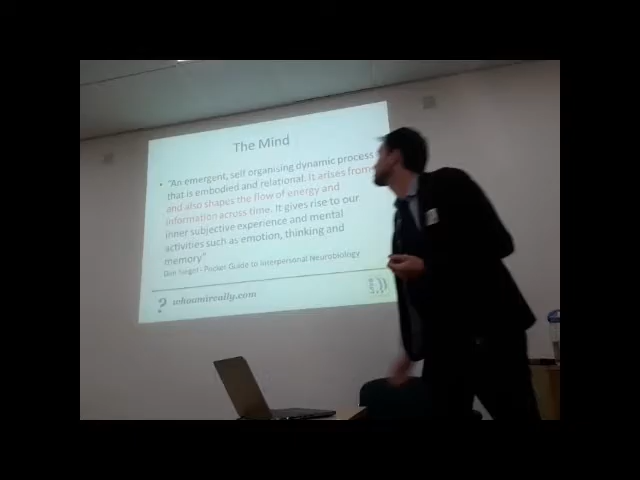 The Mind
• "An emergent, self organising dynamic process
that is embodied and relational. It arises from
and also shapes the flow of energy and
information across time. It gives rise to our
inner subjective experience and mental
activities such as emotion, thinking and
memory"
Dan Siegel - Pocket Guide to Interpersonal Neurobiology
? whoamireally.com